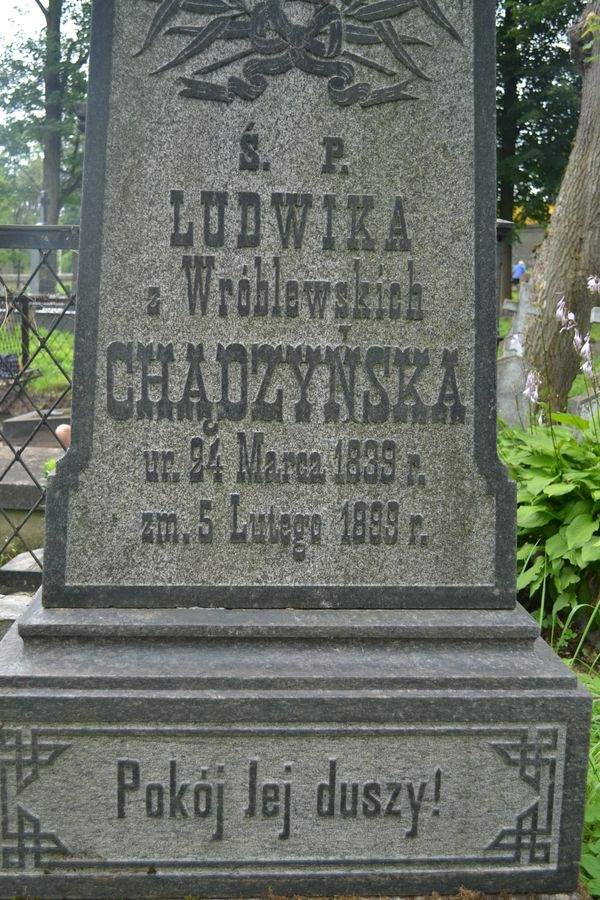 Ś. P.
LUDWIKA
z Wróblewskich
CHĄDZYŃSKA
ur. 24 Marca 1839 r.
zm. 5 Lutego 1899 r.
Pokój Jej duszy!